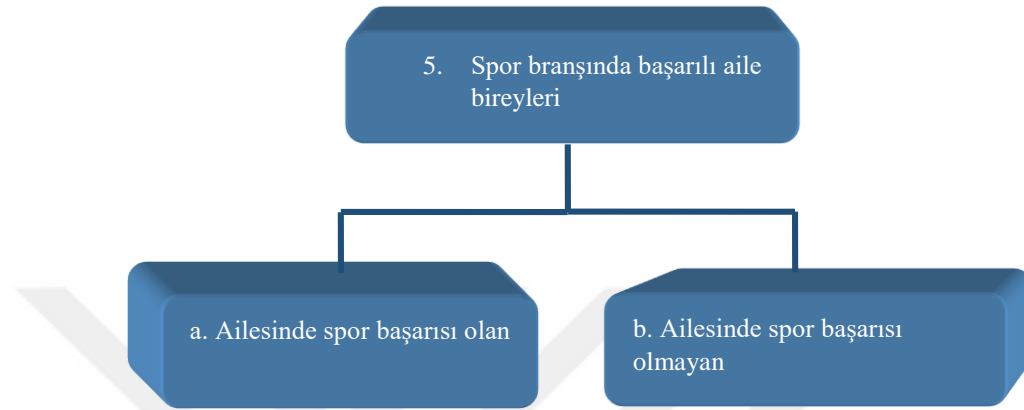 5. Spor branşında başarılı aile
bireyleri
a. Ailesinde spor başarısı olan
b. Ailesinde spor başarısı
olmayan